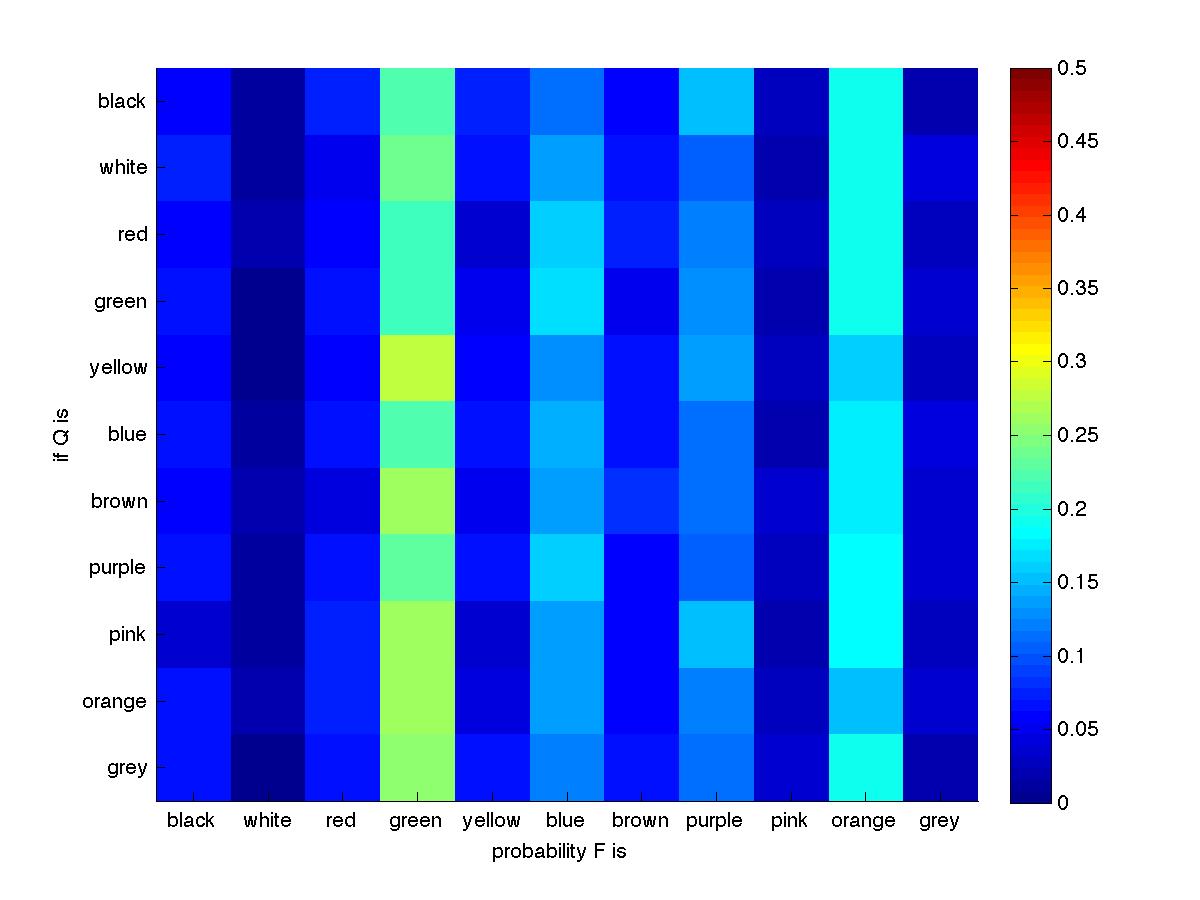 if Q is
black
white
red
green
yellow
blue
brown
purple
pink
orange
grey
black white red green yellow blue brown purple pink orange grey
probability F is
0.5
0.45
0.4
0.35
0.3
0.25
0.2
0.15
0.1
0.05
0